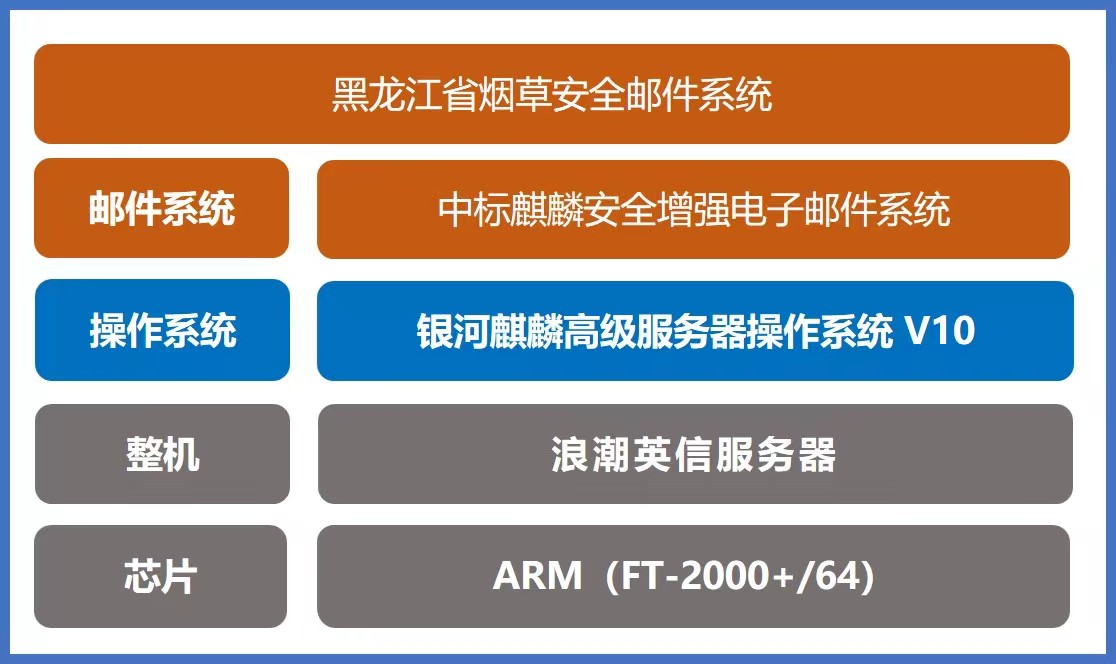 黑龙江省烟草安全邮件系统
邮件系统
中标麒麟安全增强电子邮件系统
操作系统
银河麒麟高级服务器操作系统 V10
整机
浪潮英信服务器
芯片
ARM（FT-2000+/64）